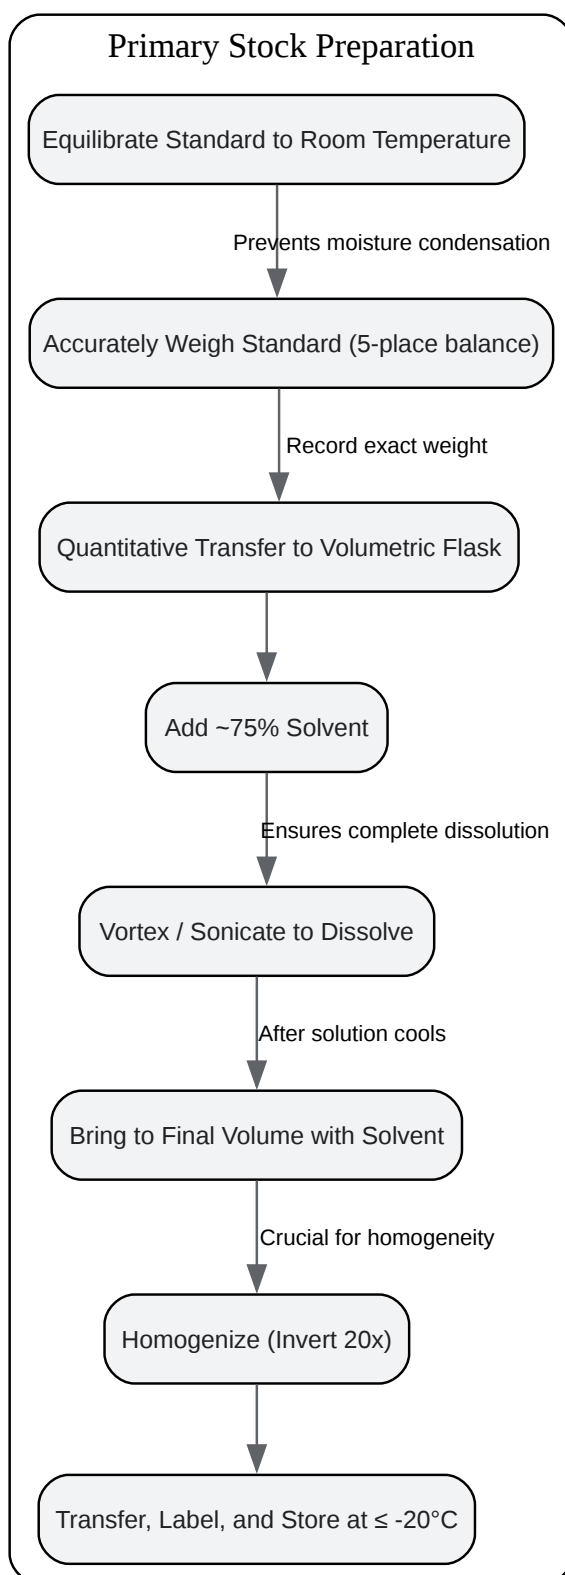 Primary Stock Preparation
Equilibrate Standard to Room Temperature
Prevents moisture condensation
Accurately Weigh Standard (5-place balance)
Record exact weight
Quantitative Transfer to Volumetric Flask
Add ~75% Solvent
Ensures complete dissolution
Vortex / Sonicate to Dissolve
After solution cools
Bring to Final Volume with Solvent
Crucial for homogeneity
Homogenize (Invert 20x)
Transfer, Label, and Store at ≤ -20°C